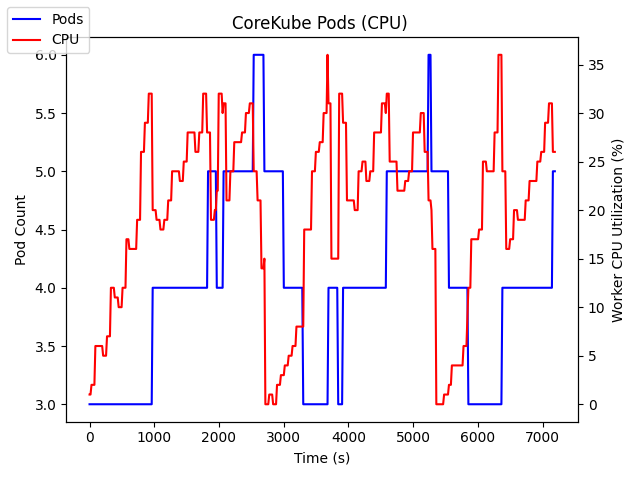 CoreKube Pods (CPU)
Pods
CPU
6.0
5.5
5.0
4.5
4.0
3.5
3.0
Pod Count
35
30
25
20
15
10
5
0
Worker CPU Utilization (%)
0 1000 2000 3000 4000 5000 6000 7000
Time (s)